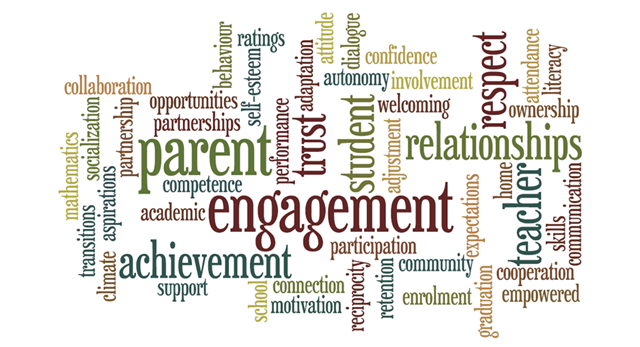 behaviour
ratings
self-esteem
attitude
dialogue
adaptation
confidence
autonomy
involvement
respect
attendance
literacy
collaboration
opportunities
partnerships
partnership
socialization
mathematics
performance
trust
student
welcoming
ownership
adjustment
relationships
parent
competence
aspirations
transitions
academic
engagement
home
teacher
communication
skills
expectations
climate
achievement
participation
support
community
cooperation
school
connection
motivation
reciprocity
retention
enrolment
graduation
empowered